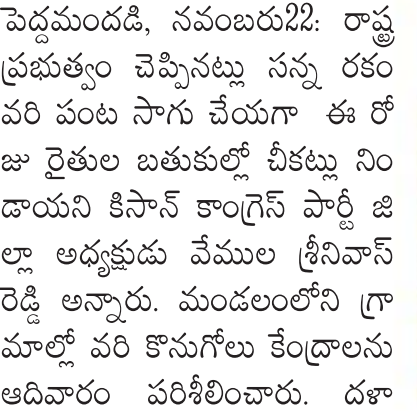 పెద్దమందడి, నవంబరు22: రాష్ట్ర
ప్రభుత్వం చెప్పినట్లు సన్న రకం
వరి పంట సాగు చేయగా ఈ రో
జు రైతుల బతుకుల్లో చీకట్లు నిం
డాయని కిసాన్ కాంగ్రెస్ పార్టీ జి
ల్లా అధ్యక్షుడు వేముల శ్రీనివాస్
రెడ్డి అన్నారు. మండలంలోని గ్రా
మాల్లో వరి కొనుగోలు కేంద్రాలను
ఆదివారం పరిశీలించారు. దళా